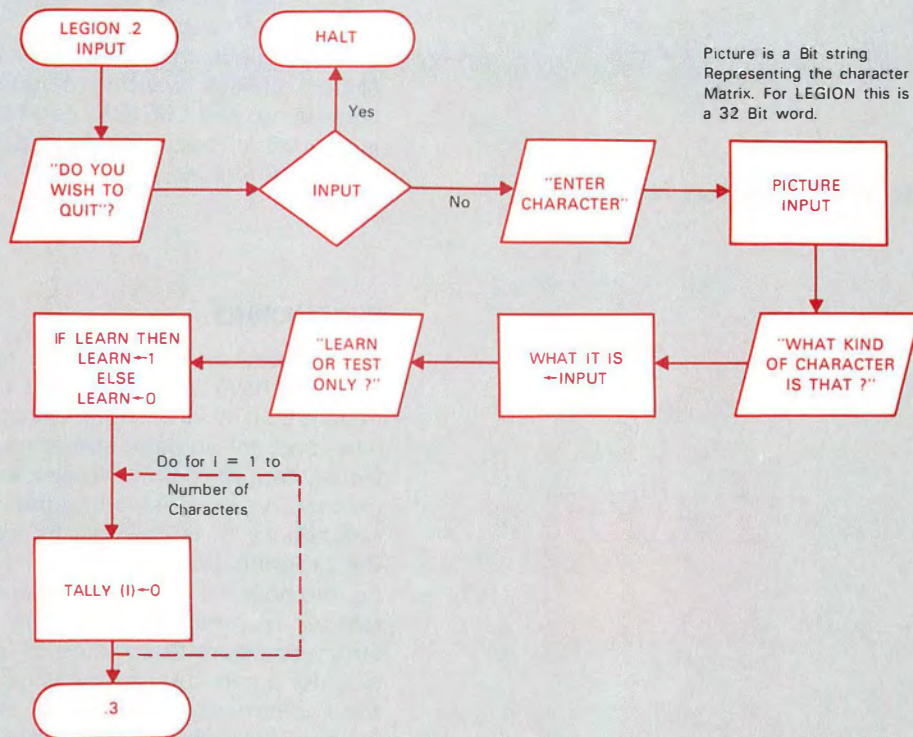 LEGION .2
INPUT
HALT
Picture is a Bit string
Representing the character
Matrix. For LEGION this is
a 32 Bit word.
Yes
"DO YOU
WISH TO
QUIT"?
INPUT
No
"ENTER
CHARACTER"
PICTURE
INPUT
IF LEARN THEN
LEARN←1
ELSE
LEARN←0
"LEARN
OR TEST
ONLY ?"
WHAT IT IS
←INPUT
"WHAT KIND
OF CHARACTER
IS THAT ?"
Do for I = 1 to
Number of
Characters
TALLY (I)←0
.3